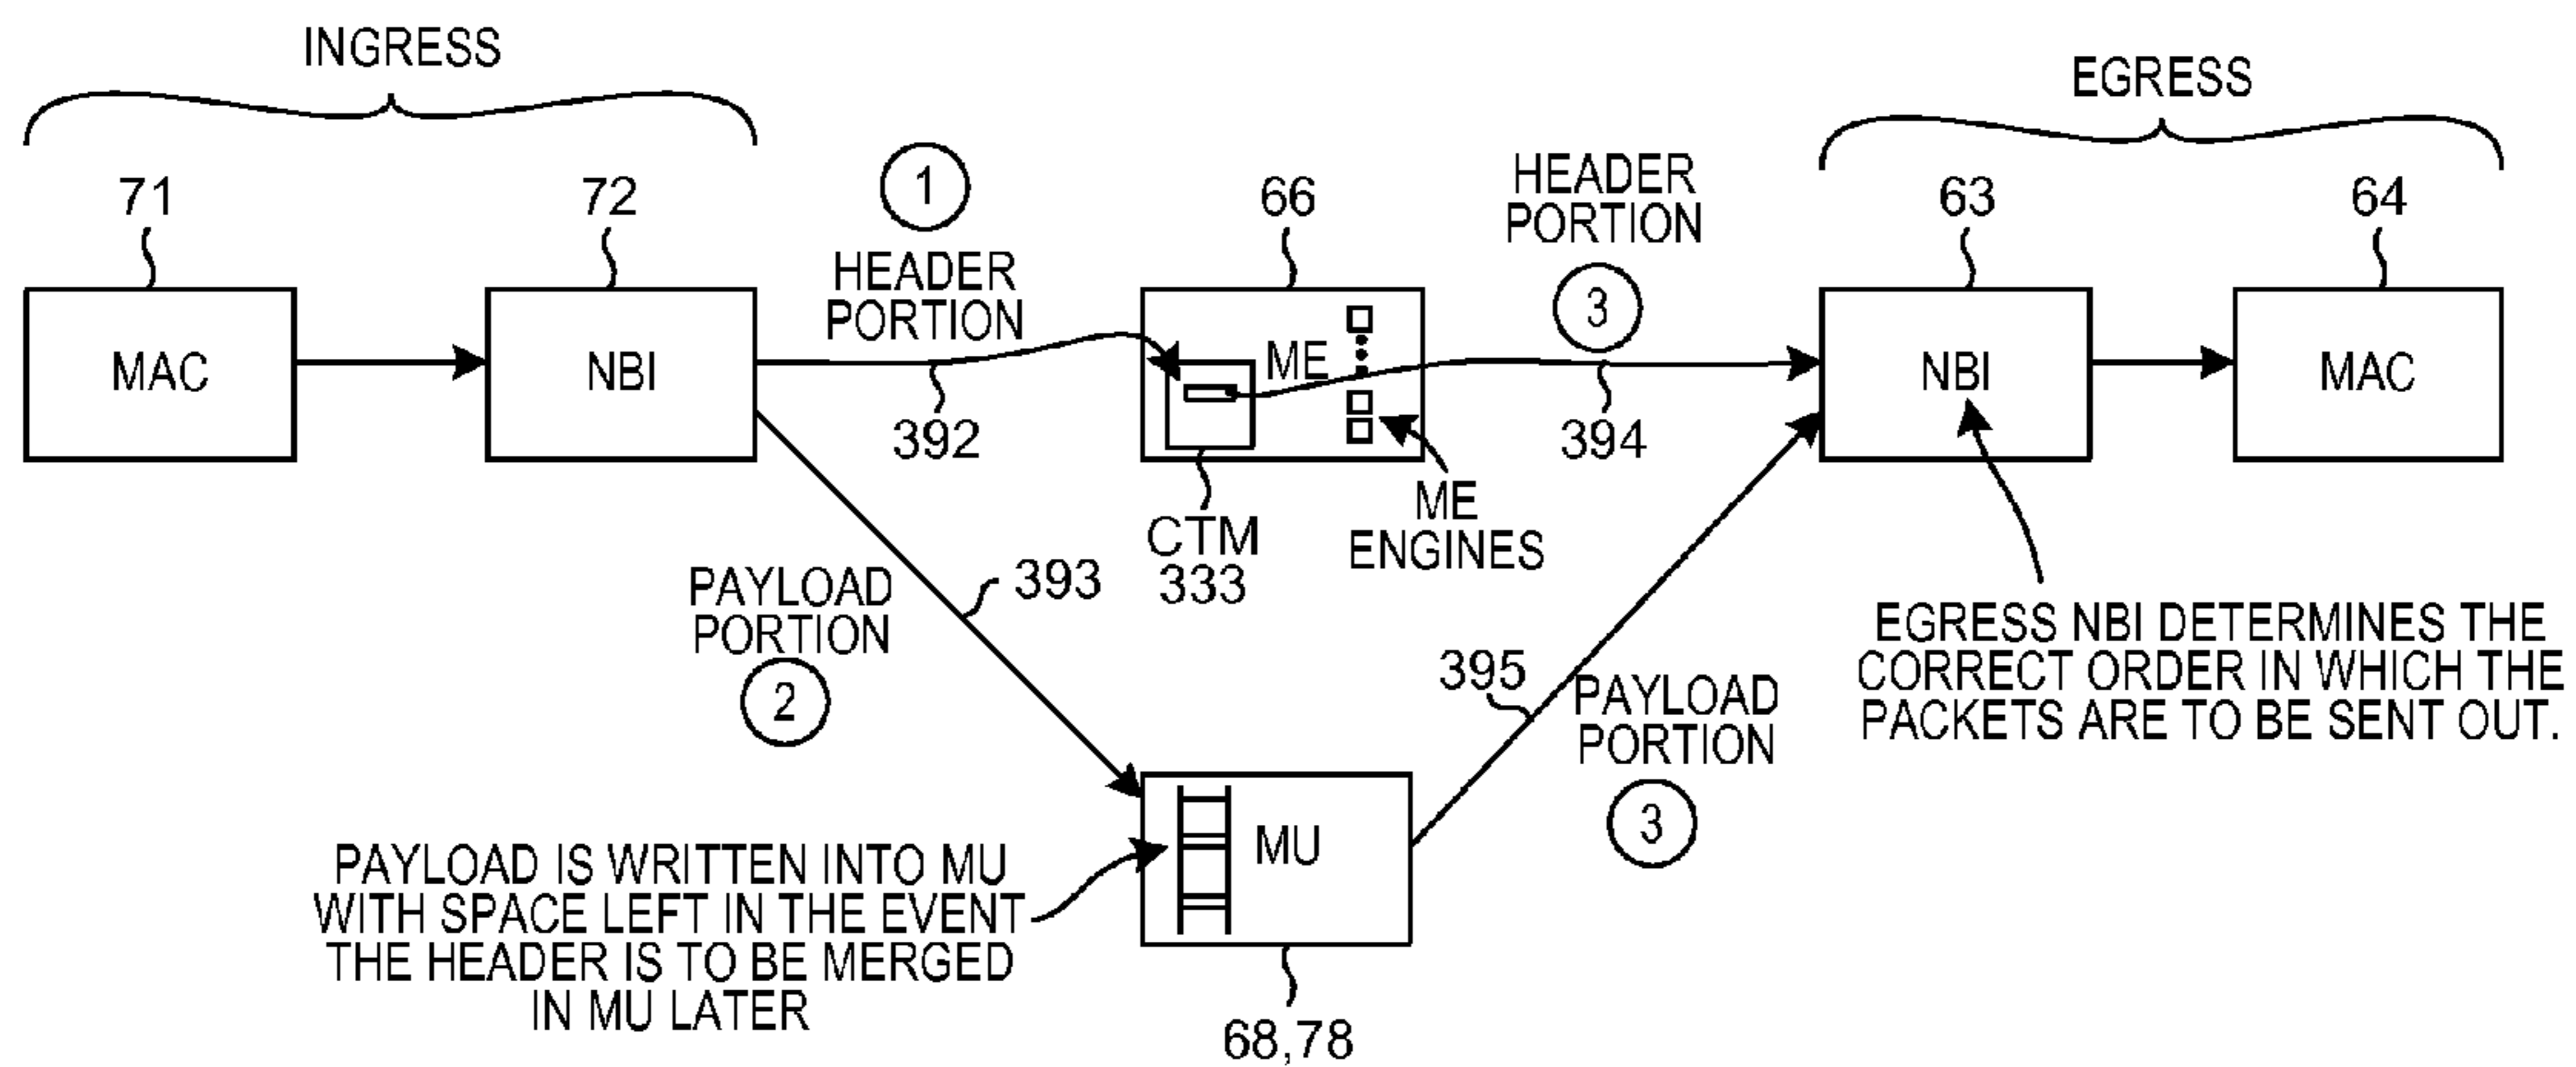 INGRESS
EGRESS
71
72
1
HEADER
PORTION
66
HEADER
PORTION
3
63
64
MAC
NBI
ME
NBI
MAC
392
394
CTM
333
ME
ENGINES
PAYLOAD
PORTION
2
393
395
PAYLOAD
PORTION
3
EGRESS NBI DETERMINES THE
CORRECT ORDER IN WHICH THE
PACKETS ARE TO BE SENT OUT.
PAYLOAD IS WRITTEN INTO MU
WITH SPACE LEFT IN THE EVENT
THE HEADER IS TO BE MERGED
IN MU LATER
MU
68,78